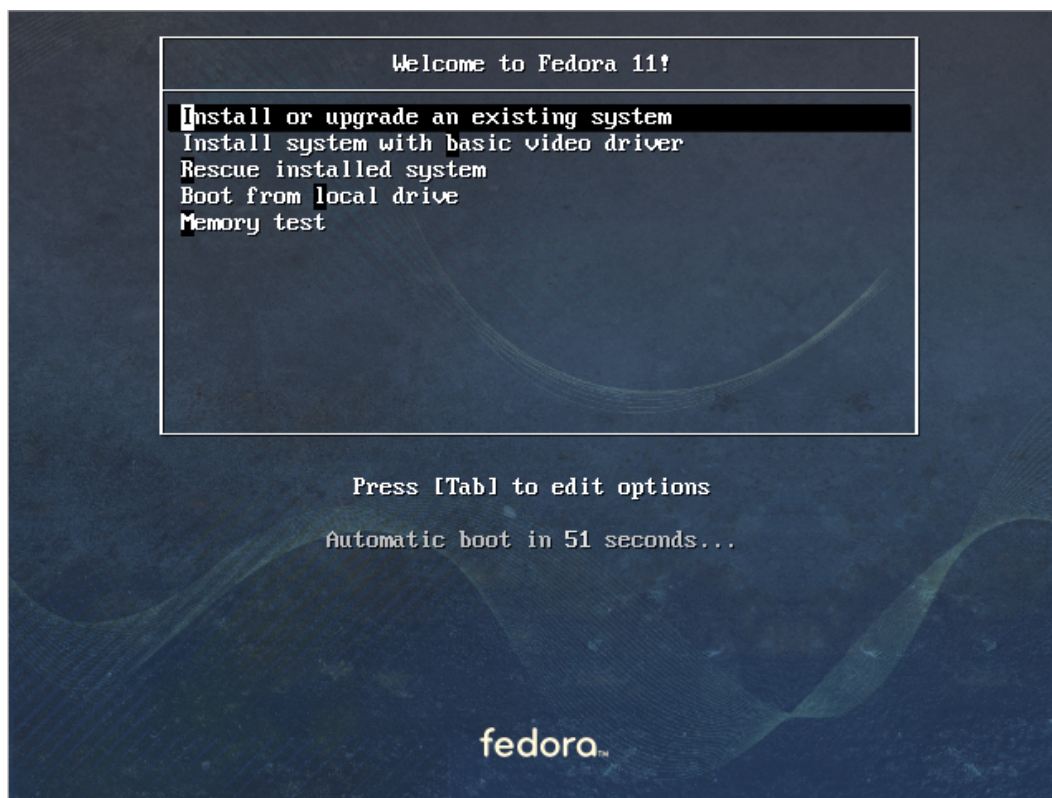 Welcome to Fedora 11!
Install or upgrade an existing system
Install system with basic video driver
Rescue installed system
Boot from local drive
Memory test
Press [Tab] to edit options
Automatic boot in 51 seconds...
fedora™